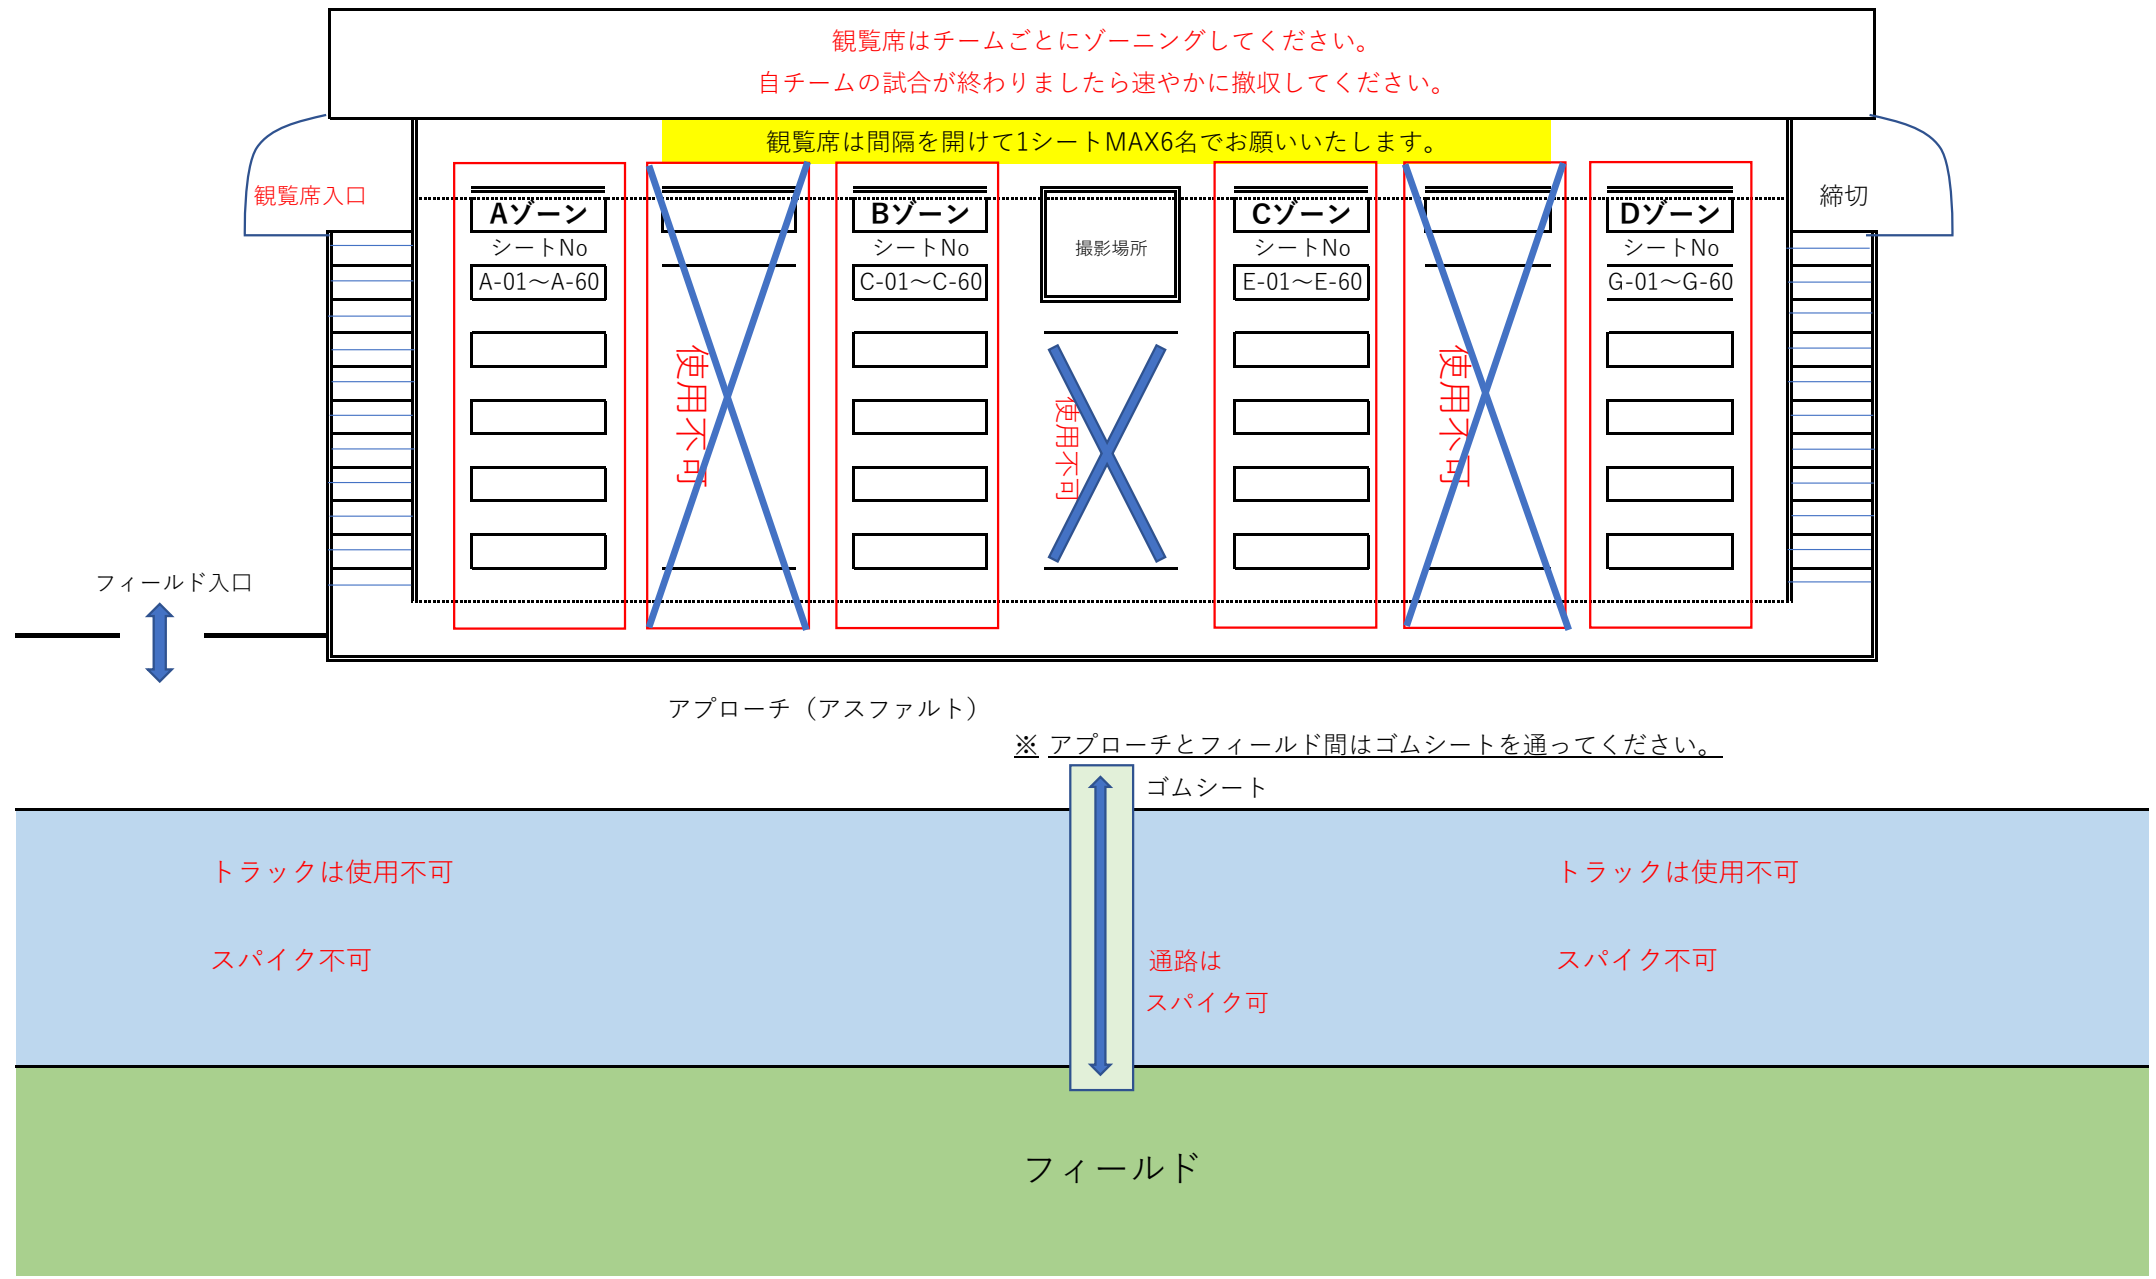 観覧席はチームごとにゾーニングしてください。
自チームの試合が終わりましたら速やかに撤収してください。
観覧席は間隔を開けて1シートMAX6名でお願いいたします。
観覧席入口
締切
Aゾーン
シートNo
A-01～A-60
使用不可
Bゾーン
シートNo
C-01～C-60
撮影場所
使用不可
Cゾーン
シートNo
E-01～E-60
使用不可
Dゾーン
シートNo
G-01～G-60
フィールド入口
アプローチ（アスファルト）
※ アプローチとフィールド間はゴムシートを通ってください。
ゴムシート
トラックは使用不可
スパイク不可
通路は
スパイク可
トラックは使用不可
スパイク不可
フィールド